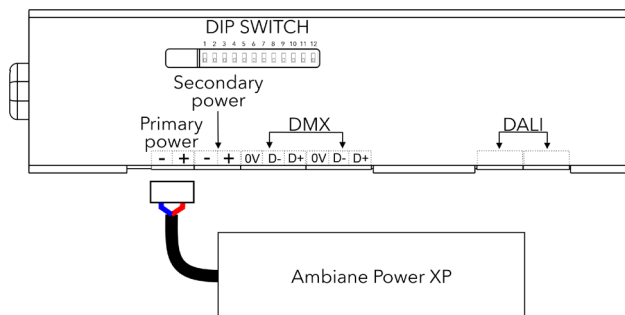 DIP SWITCH
1 2 3 4 5 6 7 8 9 10 11 12
Secondary
power
Primary
power
DMX
DALI
- + - + 0V D- D+ 0V D- D+
Ambiane Power XP